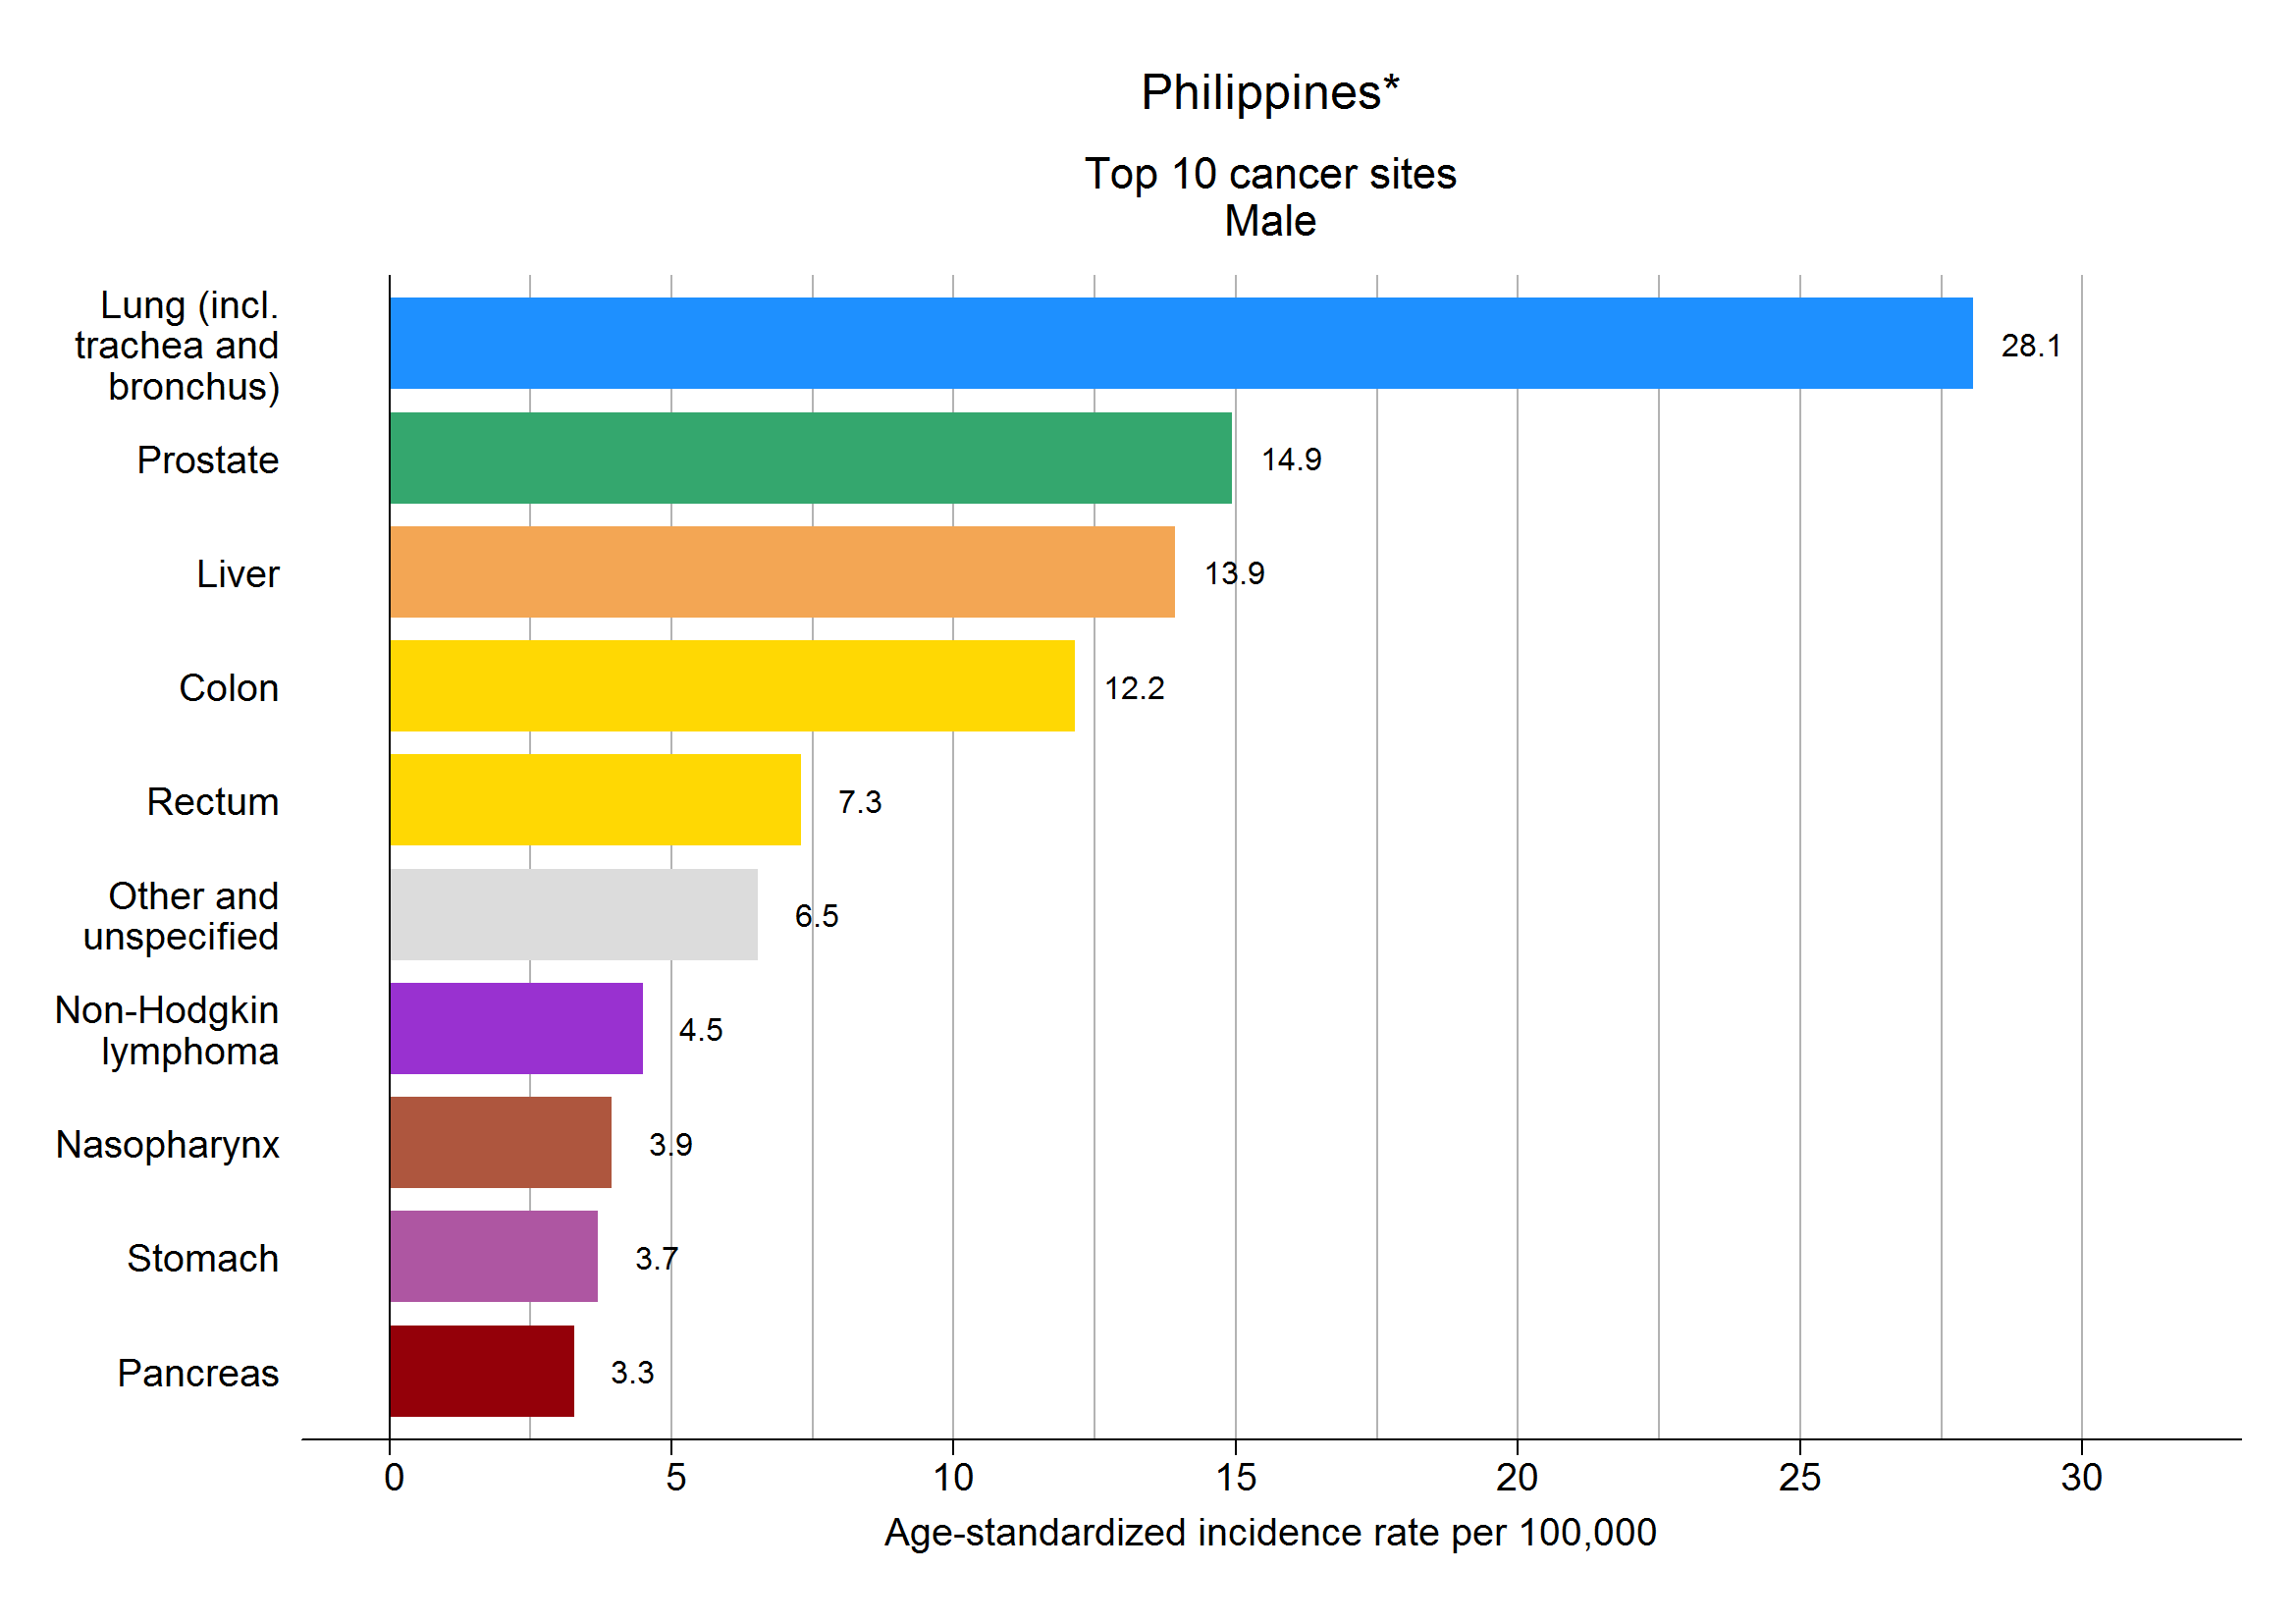 Philippines*
Top 10 cancer sites
Male
Lung (incl.
trachea and
bronchus)
28.1
Prostate
14.9
Liver
13.9
Colon
12.2
Rectum
7.3
Other and
unspecified
6.5
Non-Hodgkin
lymphoma
4.5
Nasopharynx
3.9
Stomach
3.7
Pancreas
3.3
0 5 10 15 20 25 30
Age-standardized incidence rate per 100,000